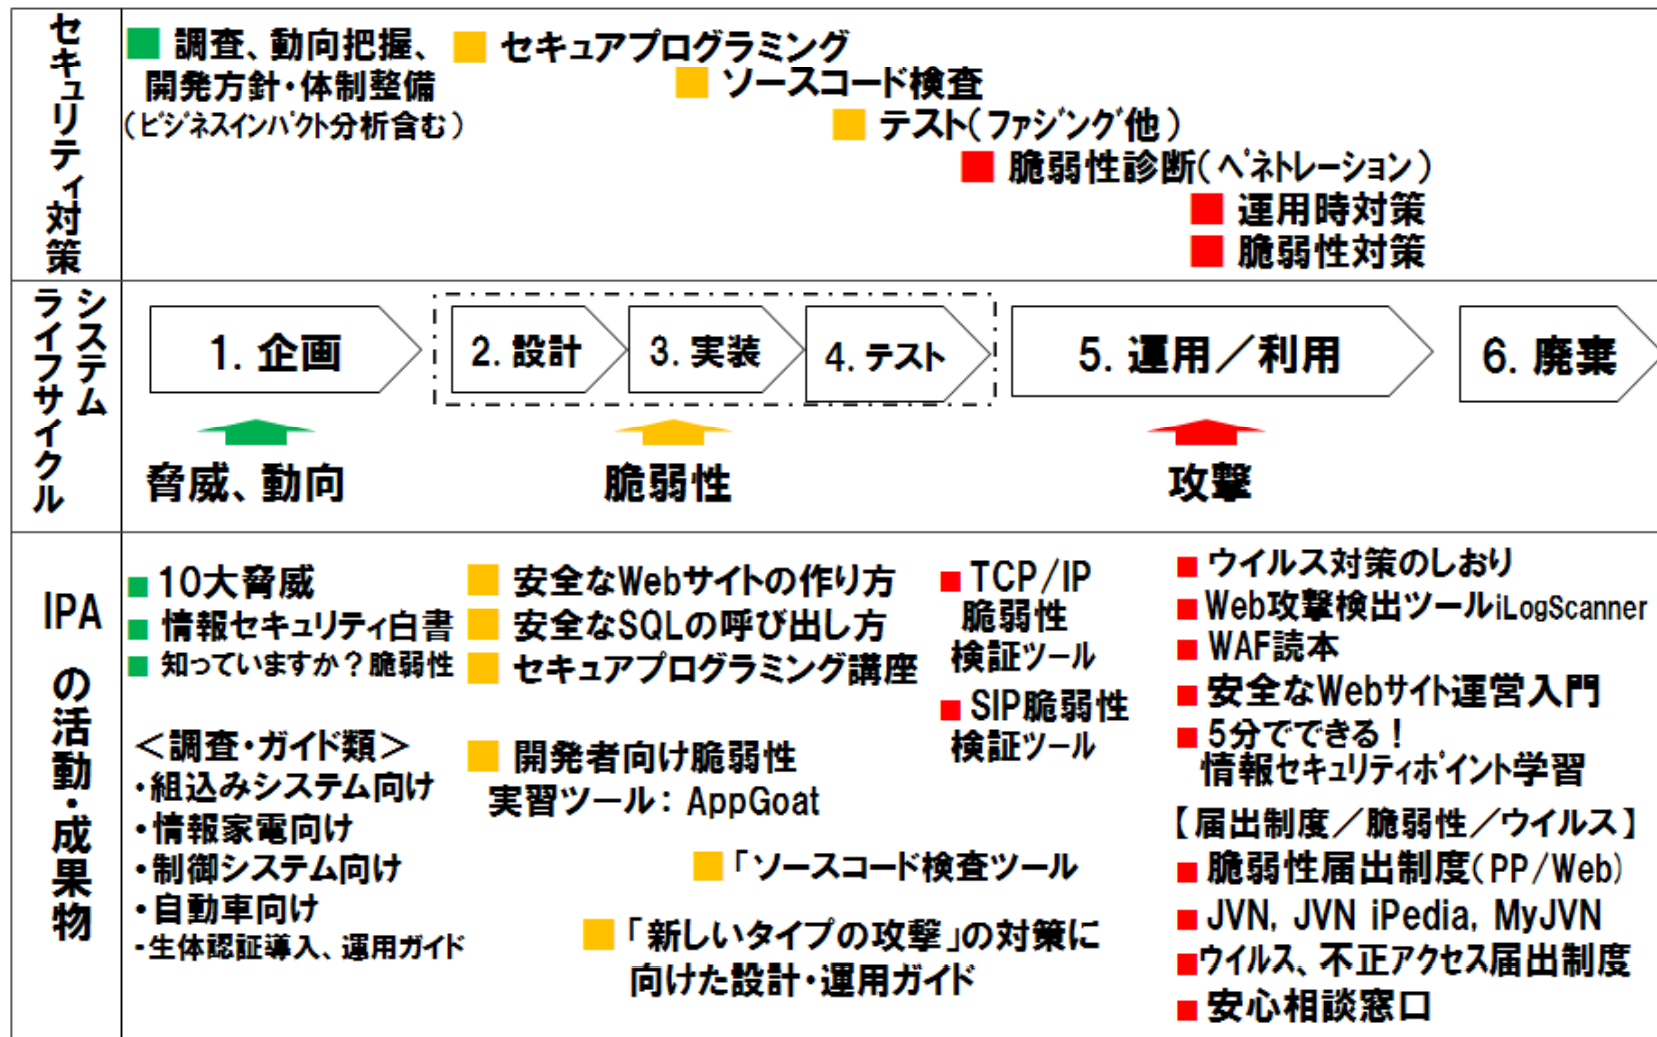 セキュリティ対策
■ 調査、動向把握、
開発方針・体制整備
(ビジネスインパクト分析含む)
■ セキュアプログラミング
■ ソースコード検査
■ テスト(ファジング他)
■ 脆弱性診断(ペネトレーション)
■ 運用時対策
■ 脆弱性対策
システム
ライフサイクル
1. 企画
2. 設計
3. 実装
4. テスト
5. 運用／利用
6. 廃棄
脅威、動向
脆弱性
攻撃
IPAの活動・成果物
■ 10大脅威
■ 情報セキュリティ白書
■ 知っていますか？脆弱性
＜調査・ガイド類＞
・組込みシステム向け
・情報家電向け
・制御システム向け
・自動車向け
-生体認証導入、運用ガイド
■ 安全なWebサイトの作り方
■ 安全なSQLの呼び出し方
■ セキュアプログラミング講座
■ 開発者向け脆弱性
実習ツール： AppGoat
■ 「ソースコード検査ツール
■ 「新しいタイプの攻撃」の対策に
向けた設計・運用ガイド
■ TCP/IP
脆弱性
検証ツール
■ SIP脆弱性
検証ツール
■ ウイルス対策のしおり
■ Web攻撃検出ツールiLogScanner
■ WAF読本
■ 安全なWebサイト運営入門
■ 5分でできる！
情報セキュリティポイント学習
【届出制度／脆弱性／ウイルス】
■ 脆弱性届出制度(PP/Web)
■ JVN, JVN iPedia, MyJVN
■ウイルス、不正アクセス届出制度
■ 安心相談窓口